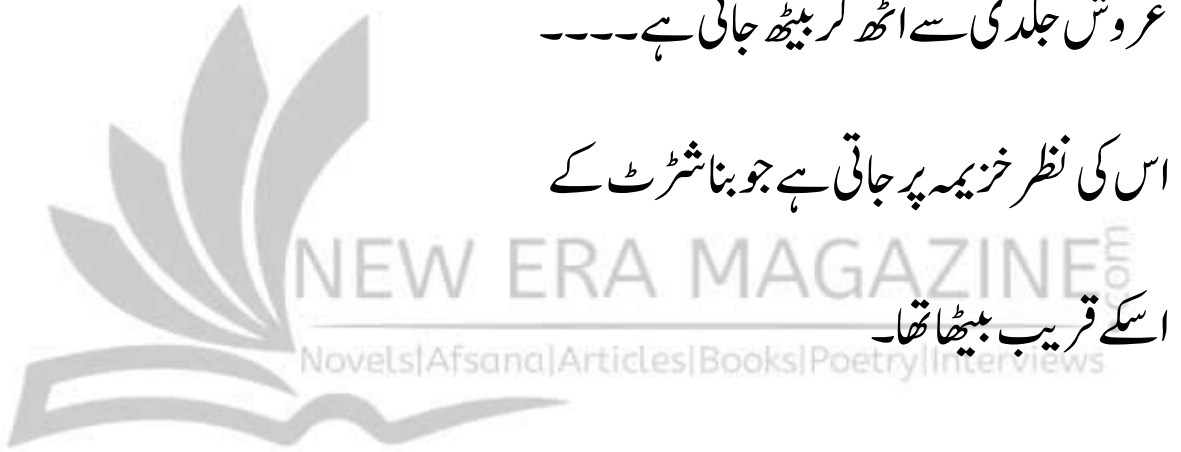 عروش جلدی سے اٹھ کر بیٹھ جاتی ہے۔۔۔۔
اس کی نظر خزیمہ پر جاتی ہے جو بنا شرٹ کے
NEW ERA MAGAZINE.com
اسکے قریب بیٹھا تھا۔
Novels|Afsana|Articles|Books|Poetry|Interviews